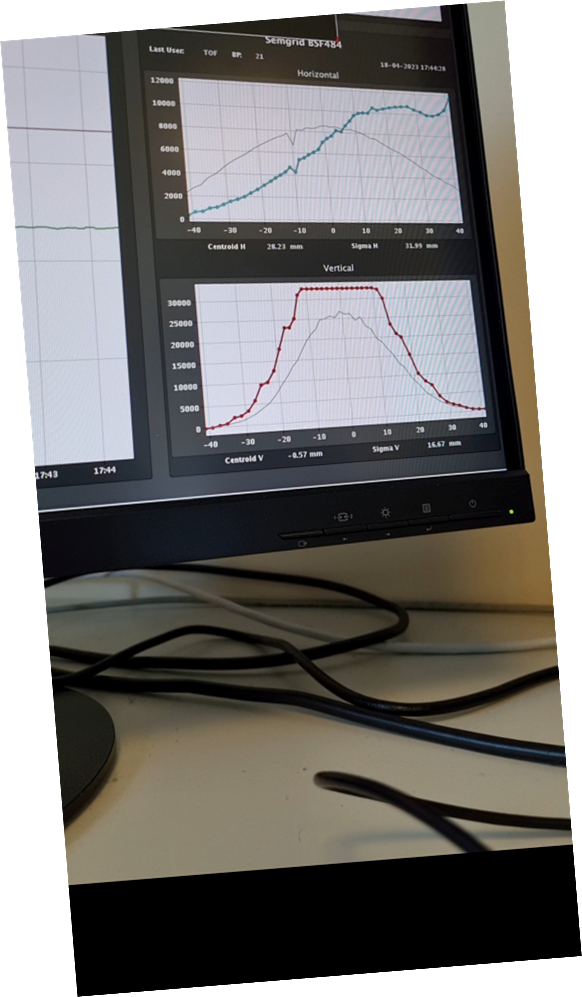 Semgrid BSF484
Last User: TOF BP: 21 18-04-2023 17:44:28
Horizontal
12000
10000
8000
6000
4000
2000
0
-40 -30 -20 -10 0 10 20 30 40
Centroid H 28.23 mm Sigma H 31.99 mm
Vertical
30000
25000
20000
15000
10000
5000
0
-40 -30 -20 -10 0 10 20 30 40
Centroid V -0.57 mm Sigma V 16.67 mm
17:43 17:44